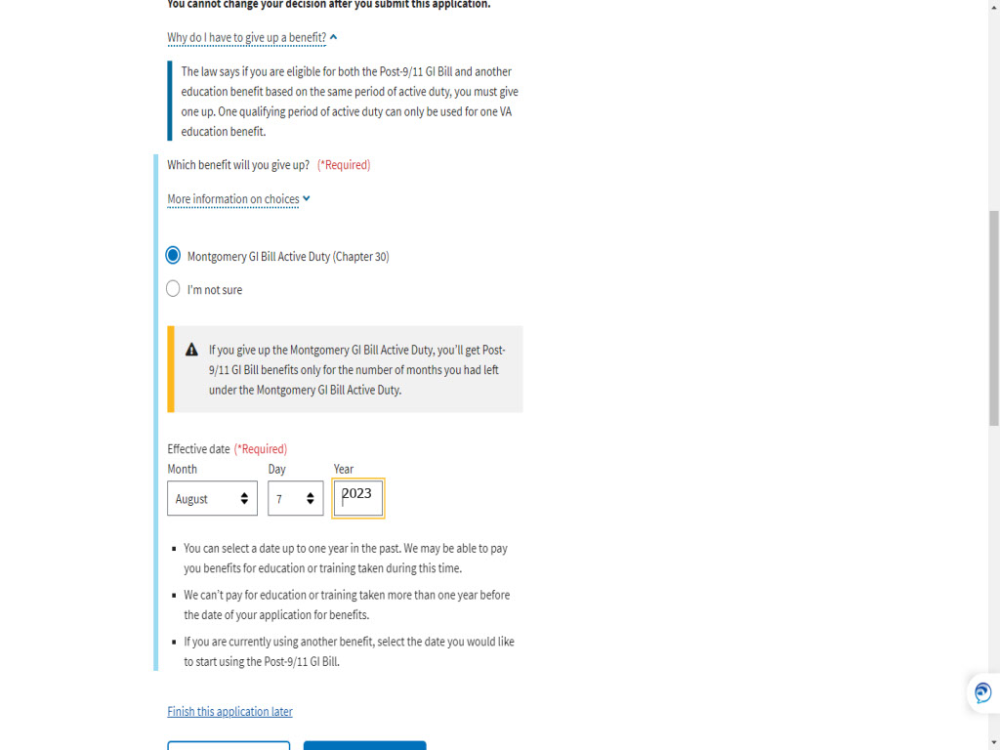 You cannot change your decision after you submit this application.
Why do I have to give up a benefit?
The law says if you are eligible for both the Post-9/11 GI Bill and another
education benefit based on the same period of active duty, you must give
one up. One qualifying period of active duty can only be used for one VA
education benefit.
Which benefit will you give up? (*Required)
More information on choices
Montgomery GI Bill Active Duty (Chapter 30)
I'm not sure
If you give up the Montgomery GI Bill Active Duty, you’ll get Post-
9/11 GI Bill benefits only for the number of months you had left
under the Montgomery GI Bill Active Duty.
Effective date (*Required)
Month Day Year
August 7 2023
▪ You can select a date up to one year in the past. We may be able to pay
you benefits for education or training taken during this time.
▪ We can’t pay for education or training taken more than one year before
the date of your application for benefits.
▪ If you are currently using another benefit, select the date you would like
to start using the Post-9/11 GI Bill.
Finish this application later